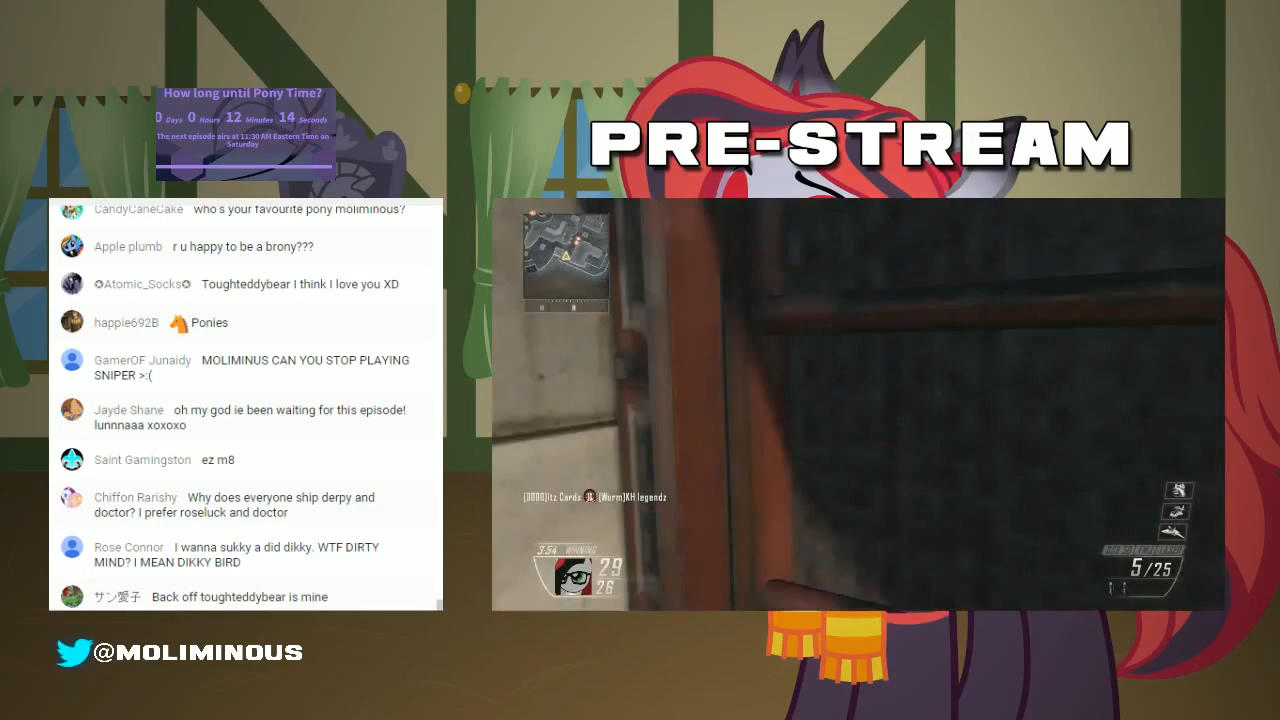 How long until Pony Time?
0 Days 0 Hours 12 Minutes 14 Seconds
The next episode airs at 11:30 AM Eastern Time on
Saturday
PRE-STREAM
CandyCaneCake who's your favourite pony moliminous?
Apple plumb r u happy to be a brony???
✪Atomic_Socks✪ Toughteddybear I think I love you XD
happie692B 🐴 Ponies
GamerOF Junaidy MOLIMINUS CAN YOU STOP PLAYING
SNIPER >:(
Jayde Shane oh my god ie been waiting for this episode!
lunnnaaa xoxoxo
Saint Gamingston ez m8
Chiffon Rarishy Why does everyone ship derpy and
doctor? I prefer roseluck and doctor
Rose Connor I wanna sukky a did dikky. WTF DIRTY
MIND? I MEAN DIKKY BIRD
サン愛子 Back off toughteddybear is mine
[0000]Itz Cards [Worm]KH legendz
3:54 WINNING
29
26
5/25
@MOLIMINOUS